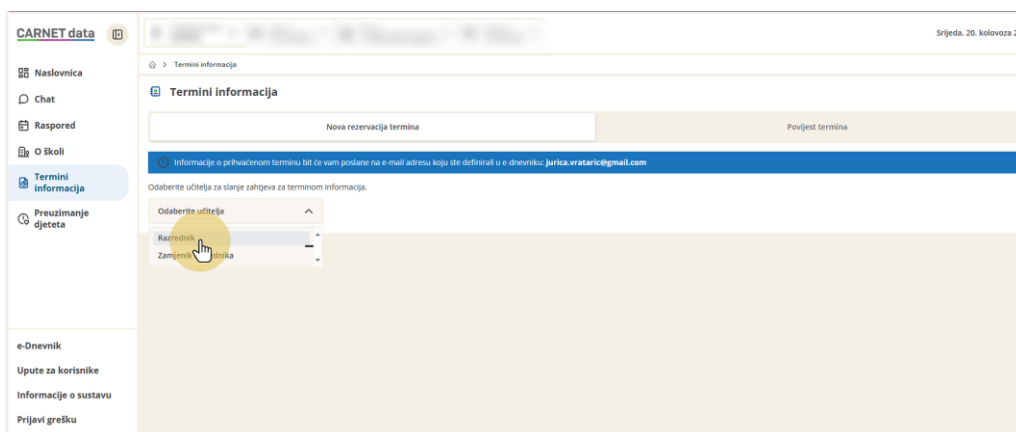 CARNET data
Srijeda, 20. kolovoza 2
Naslovnica
Chat
Raspored
O školi
Termini
informacija
Preuzimanje
djeteta
e-Dnevnik
Upute za korisnike
Informacije o sustavu
Prijavi grešku
Termini informacija
Termini informacija
Nova rezervacija termina
Povijest termina
Informacije o prihvaćenom terminu bit će vam poslane na e-mail adresu koju ste definirali u e-dnevniku: jurica.vrataric@gmail.com
Odaberite učitelja za slanje zahtjeva za terminom informacija.
Odaberite učitelja
Razrednik
Zamjenik